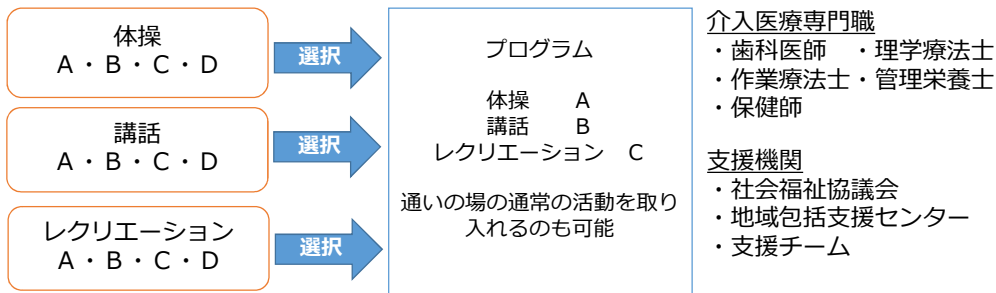 体操
A・B・C・D
選択
講話
A・B・C・D
選択
レクリエーション
A・B・C・D
選択
プログラム
体操　　A
講話　　B
レクリエーション　C
通いの場の通常の活動を取り
入れるのも可能
介入医療専門職
・歯科医師　・理学療法士
・作業療法士・管理栄養士
・保健師
支援機関
・社会福祉協議会
・地域包括支援センター
・支援チーム